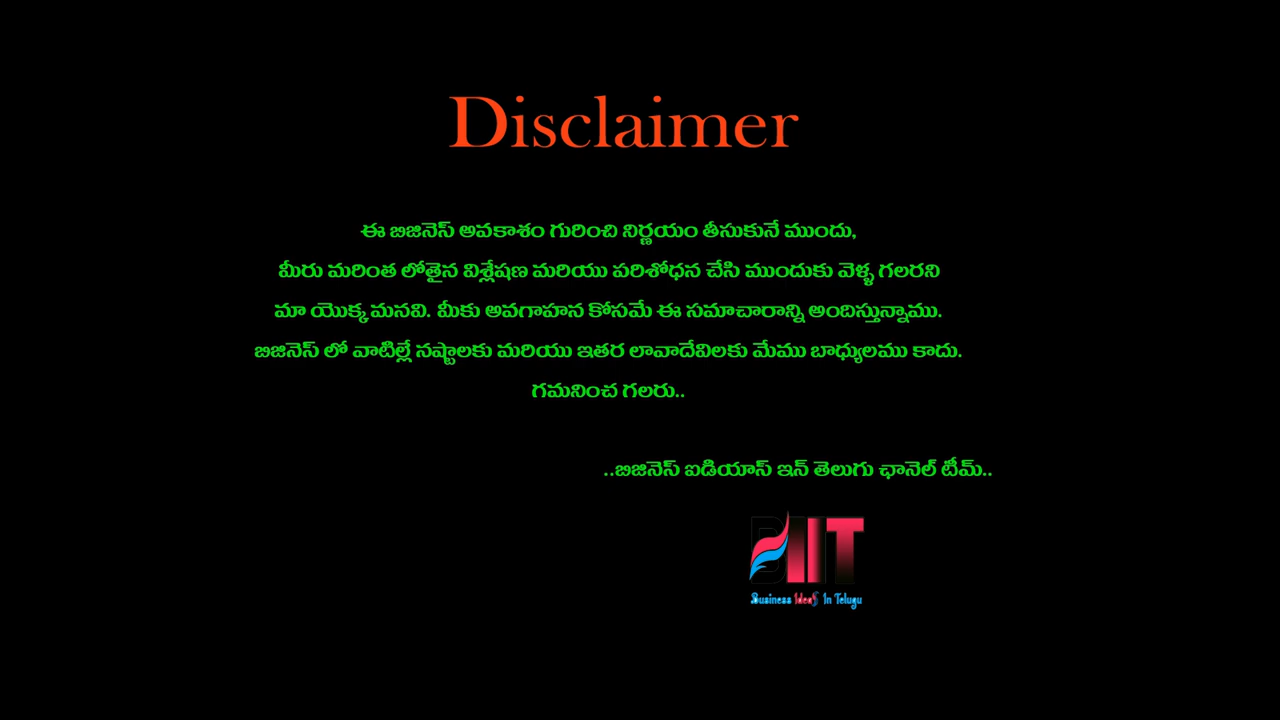 Disclaimer
ఈ బిజినెస్ అవకాశం గురించి నిర్ణయం తీసుకునే ముందు,
మీరు మరింత లోతైన విశ్లేషణ మరియు పరిశోధన చేసి ముందుకు వెళ్ళ గలరని
మా యొక్క మనవి. మీకు అవగాహన కోసమే ఈ సమాచారాన్ని అందిస్తున్నాము.
బిజినెస్ లో వాటిల్లే నష్టాలకు మరియు ఇతర లావాదేవిలకు మేము బాధ్యులము కాదు.
గమనించ గలరు..
..బిజినెస్ ఐడియాస్ ఇన్ తెలుగు ఛానెల్ టీమ్..
BIIT
Business Ideas In Telugu